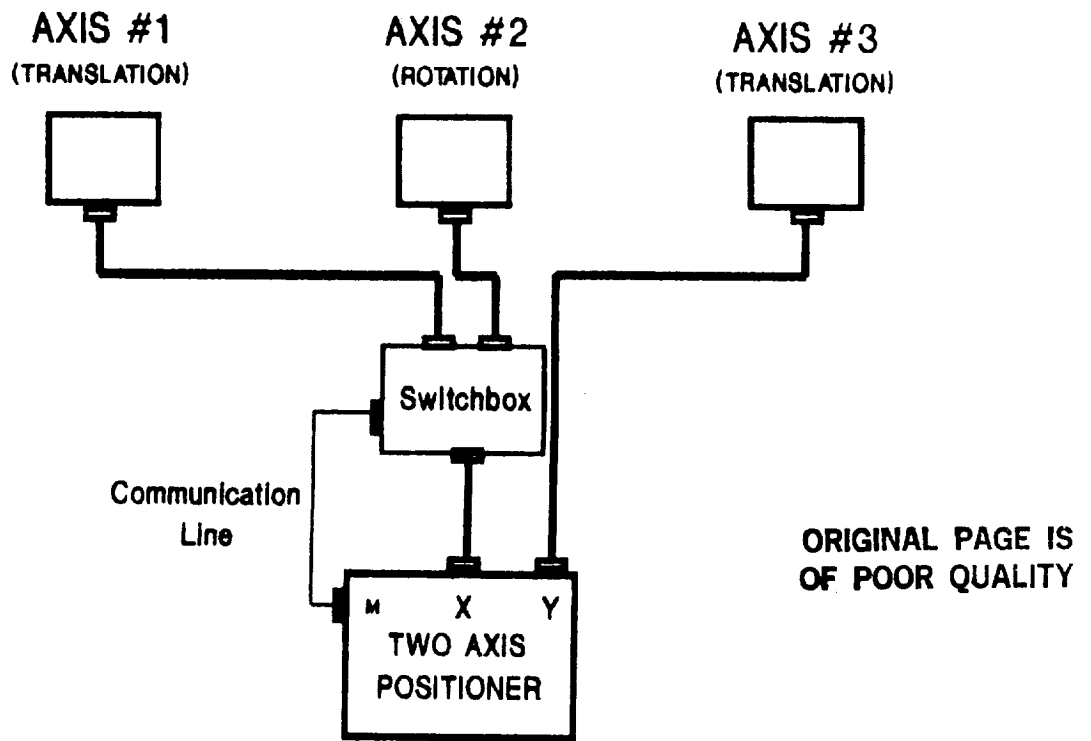 AXIS #1
(TRANSLATION)
AXIS #2
(ROTATION)
AXIS #3
(TRANSLATION)
Switchbox
Communication
Line
M
X
Y
TWO AXIS
POSITIONER
ORIGINAL PAGE IS
OF POOR QUALITY